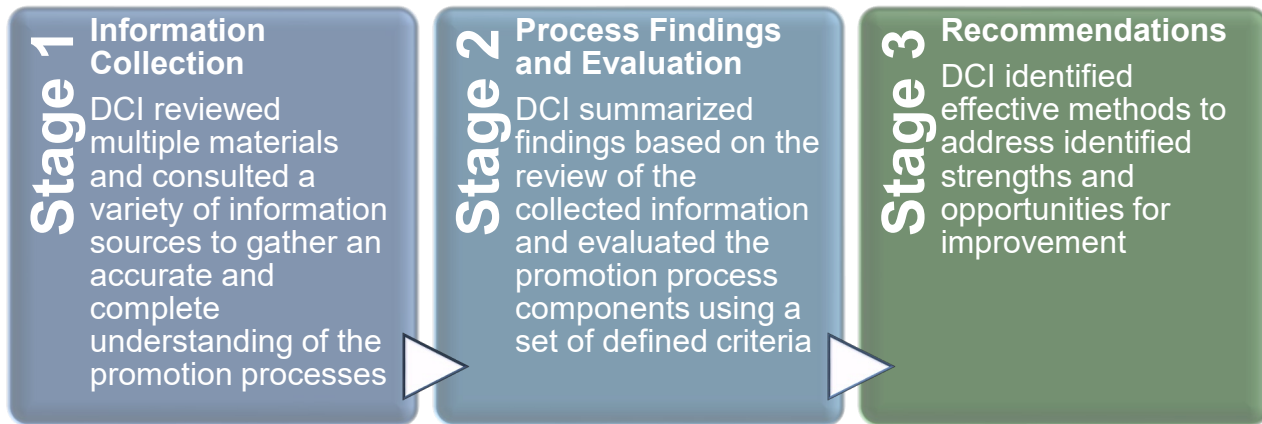 Stage 1
Information
Collection
DCI reviewed
multiple materials
and consulted a
variety of information
sources to gather an
accurate and
complete
understanding of the
promotion processes
Stage 2
Process Findings
and Evaluation
DCI summarized
findings based on the
review of the
collected information
and evaluated the
promotion process
components using a
set of defined criteria
Stage 3
Recommendations
DCI identified
effective methods to
address identified
strengths and
opportunities for
improvement